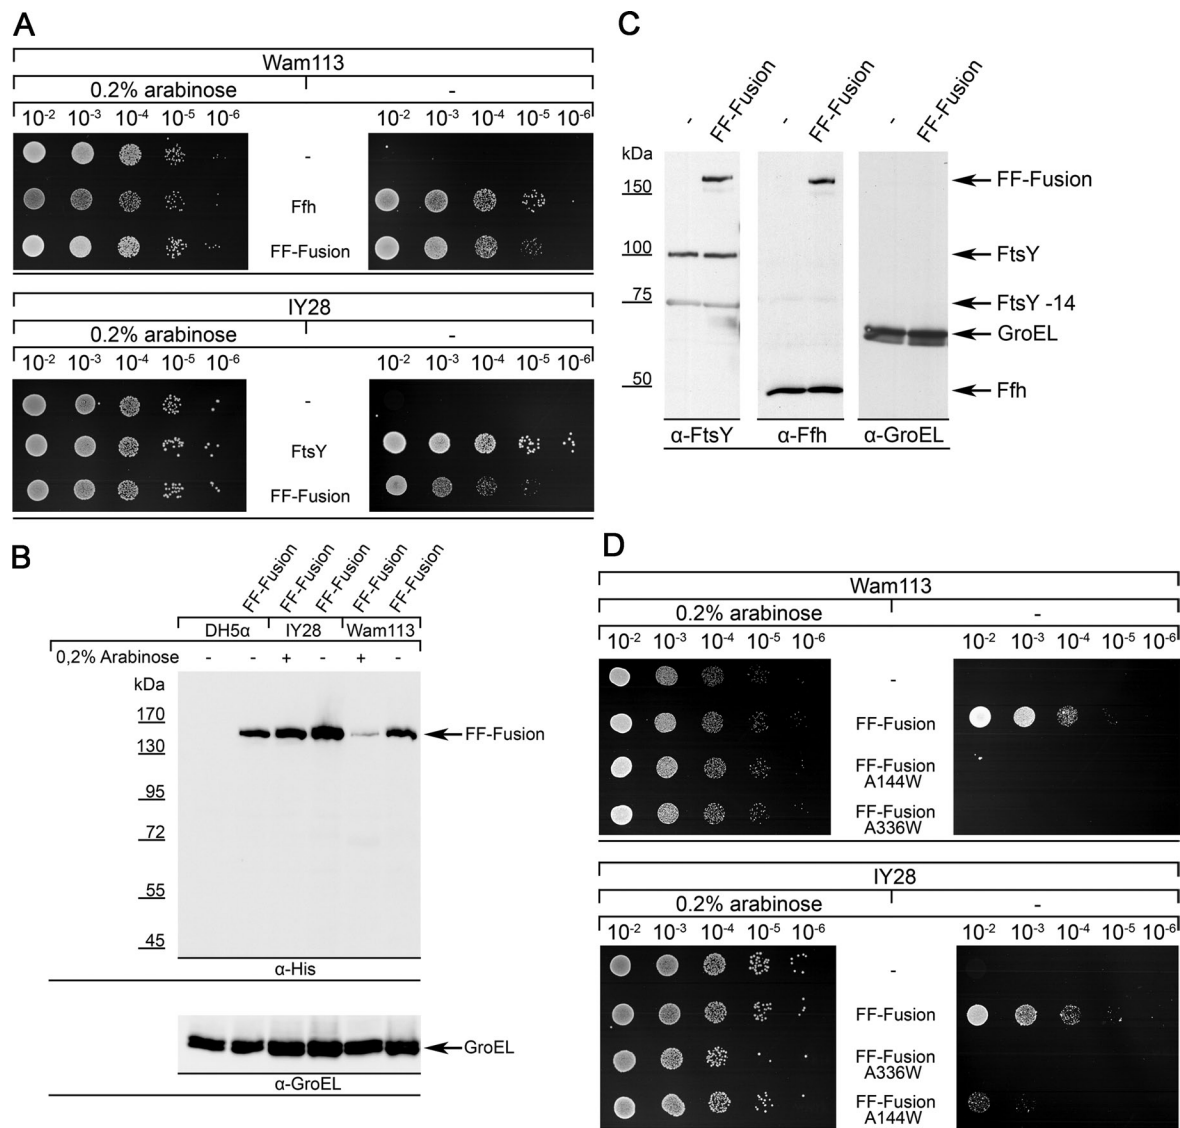 A
Wam113
0.2% arabinose -
10-2 10-3 10-4 10-5 10-6 10-2 10-3 10-4 10-5 10-6
-
Ffh
FF-Fusion
IY28
0.2% arabinose -
10-2 10-3 10-4 10-5 10-6 10-2 10-3 10-4 10-5 10-6
-
FtsY
FF-Fusion
B
FF-Fusion FF-Fusion FF-Fusion FF-Fusion FF-Fusion
DH5α IY28 Wam113
0,2% Arabinose - - + - + -
kDa
170
FF-Fusion
130
95
72
55
45
α-His
GroEL
α-GroEL
C
- FF-Fusion - FF-Fusion - FF-Fusion
kDa
FF-Fusion
150
100 FtsY
75 FtsY -14
GroEL
50 Ffh
α-FtsY α-Ffh α-GroEL
D
Wam113
0.2% arabinose -
10-2 10-3 10-4 10-5 10-6 10-2 10-3 10-4 10-5 10-6
-
FF-Fusion
FF-Fusion
A144W
FF-Fusion
A336W
IY28
0.2% arabinose -
10-2 10-3 10-4 10-5 10-6 10-2 10-3 10-4 10-5 10-6
-
FF-Fusion
FF-Fusion
A336W
FF-Fusion
A144W